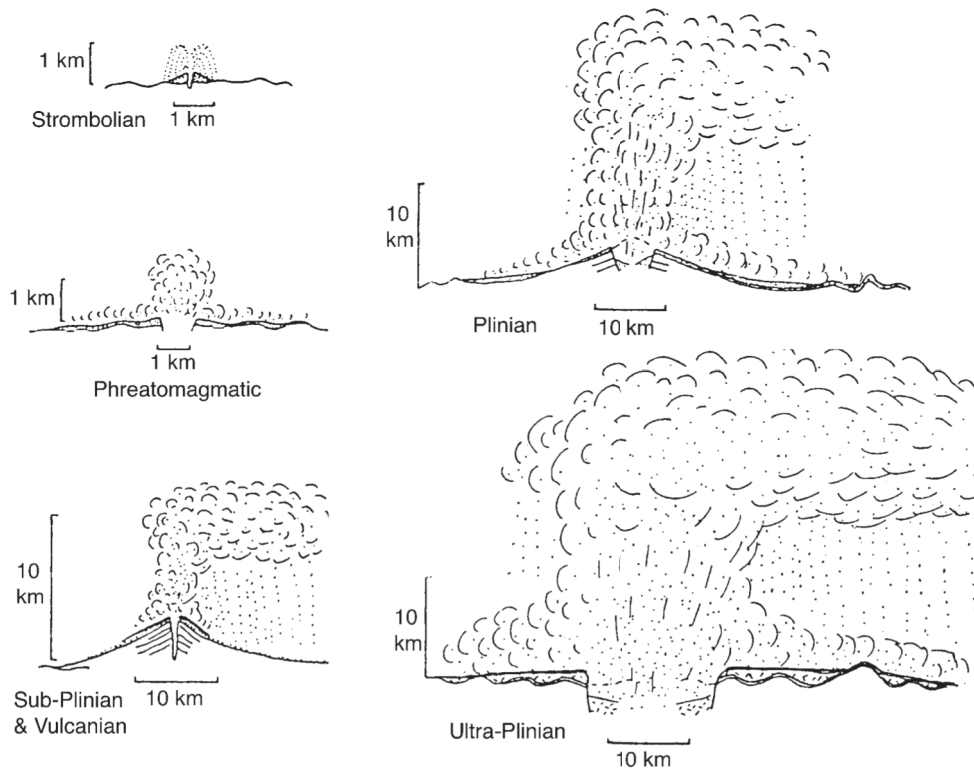 1 km
Strombolian
1 km
1 km
1 km
Phreatomagmatic
10
km
Sub-Plinian
& Vulcanian
10 km
10
km
Plinian
10 km
10
km
Ultra-Plinian
10 km